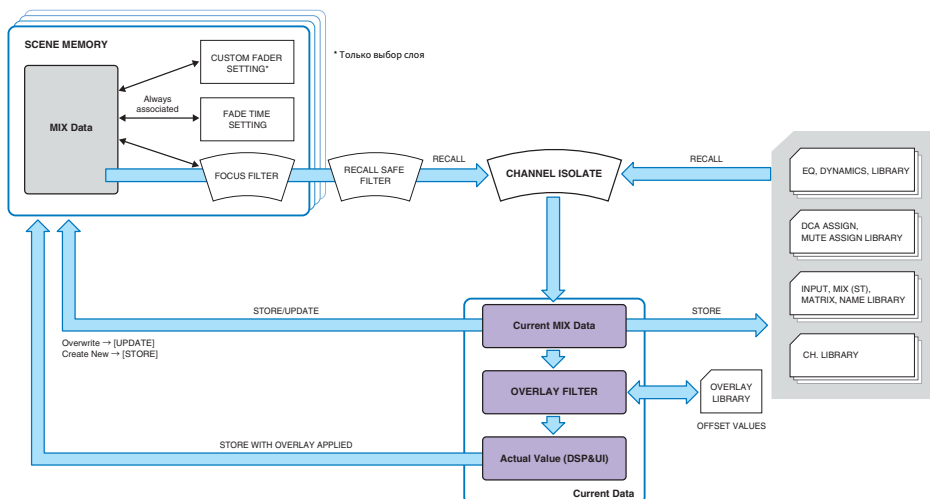 SCENE MEMORY
CUSTOM FADER
SETTING*
* Только выбор слоя
Always
associated
MIX Data
FADE TIME
SETTING
FOCUS FILTER
RECALL SAFE
FILTER
RECALL
CHANNEL ISOLATE
RECALL
EQ, DYNAMICS, LIBRARY
DCA ASSIGN,
MUTE ASSIGN LIBRARY
INPUT, MIX (ST),
MATRIX, NAME LIBRARY
CH. LIBRARY
STORE/UPDATE
Overwrite → [UPDATE]
Create New → [STORE]
Current MIX Data
STORE
OVERLAY FILTER
OVERLAY
LIBRARY
OFFSET VALUES
STORE WITH OVERLAY APPLIED
Actual Value (DSP&UI)
Current Data